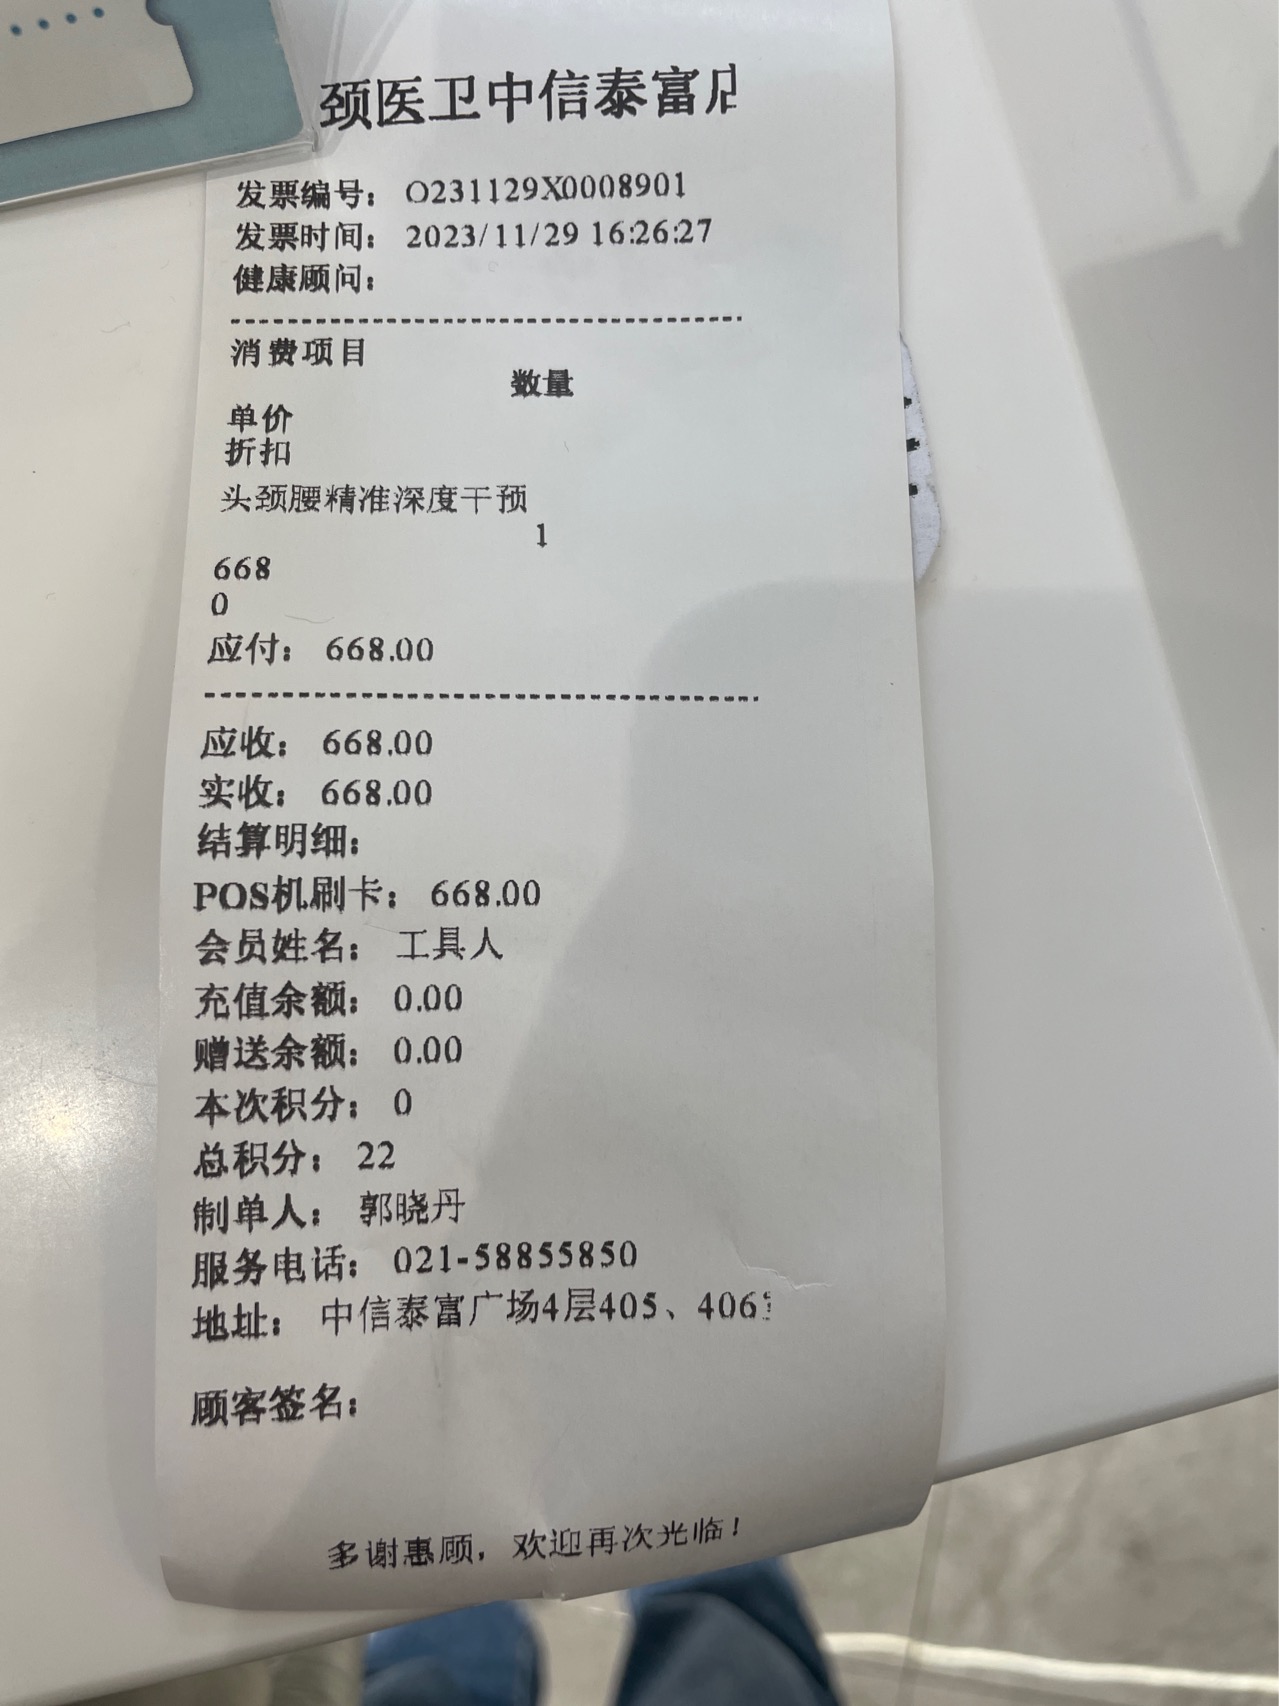 颈医卫中信泰富店
发票编号： O231129X0008901
发票时间： 2023/11/29 16:26:27
健康顾问：
消费项目
数量
单价
折扣
头颈腰精准深度干预
1
668
0
应付： 668.00
应收： 668.00
实收： 668.00
结算明细：
POS机刷卡： 668.00
会员姓名： 工具人
充值余额： 0.00
赠送余额： 0.00
本次积分： 0
总积分： 22
制单人： 郭晓丹
服务电话： 021-58855850
地址： 中信泰富广场4层405、406
顾客签名：
多谢惠顾，欢迎再次光临！